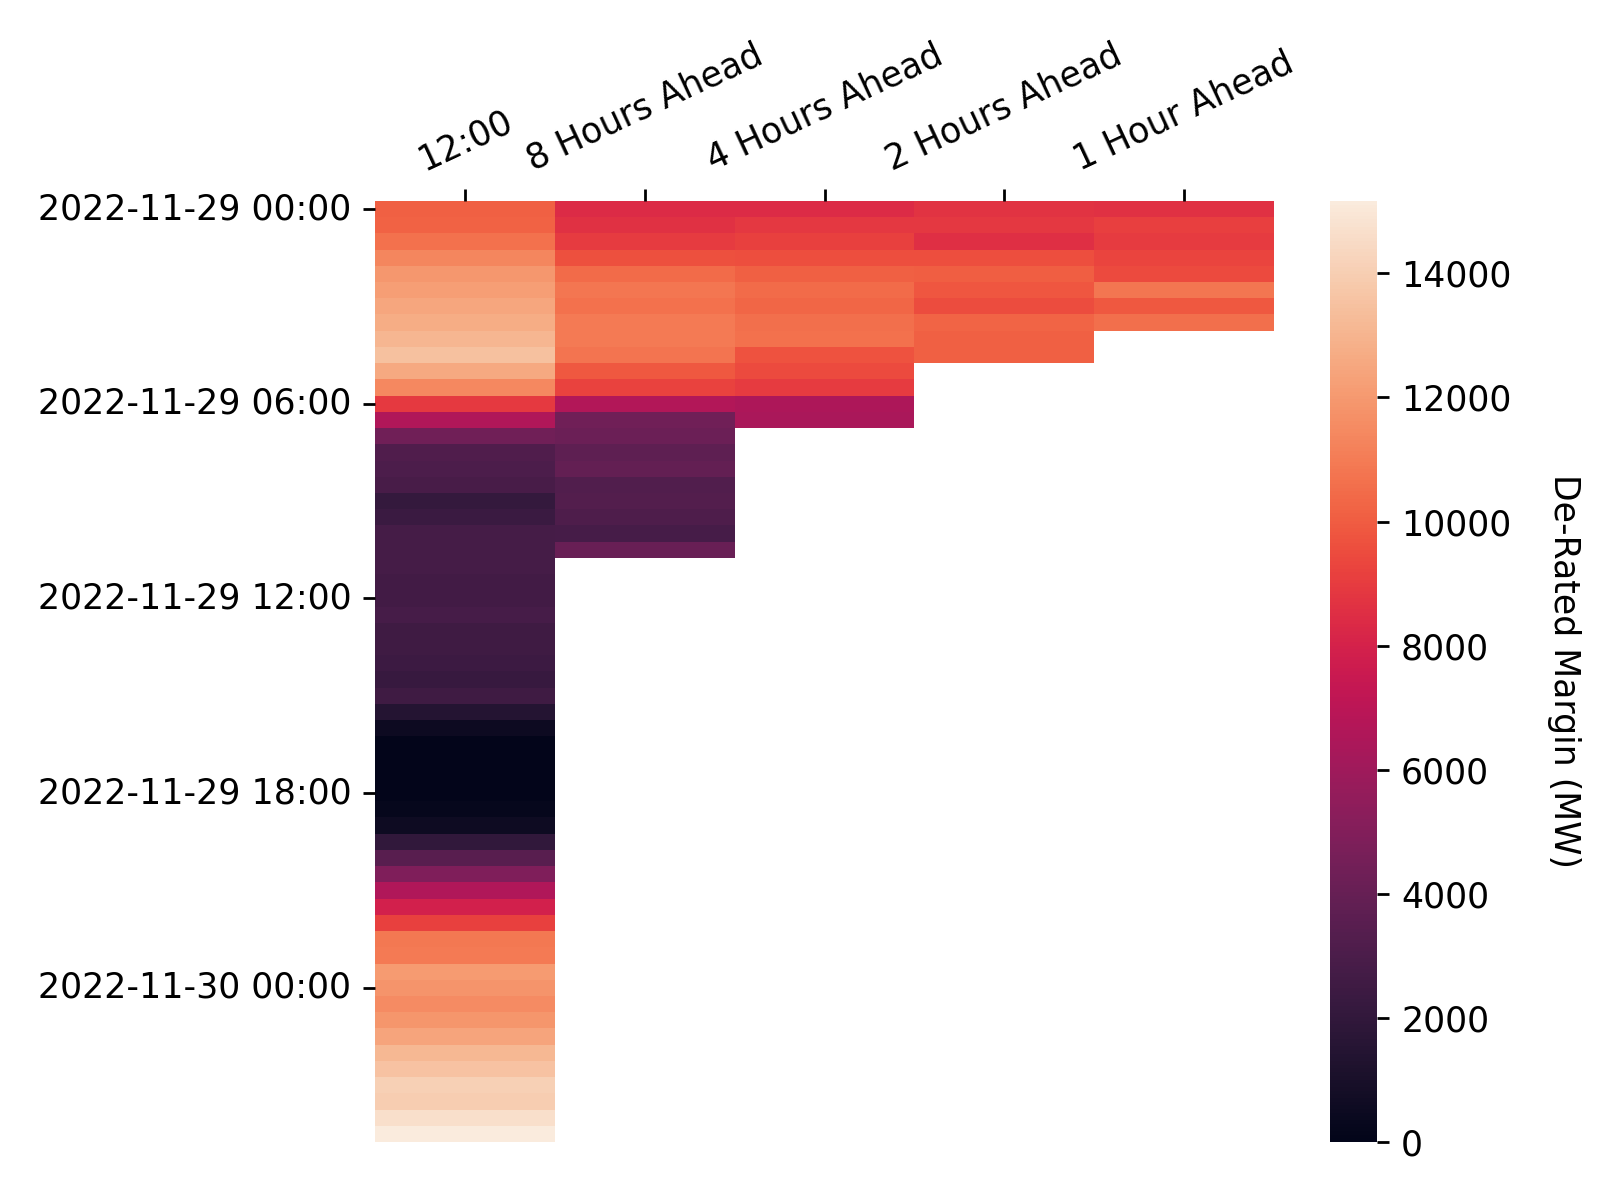 12:00
8 Hours Ahead
4 Hours Ahead
2 Hours Ahead
1 Hour Ahead
2022-11-29 00:00
2022-11-29 06:00
2022-11-29 12:00
2022-11-29 18:00
2022-11-30 00:00
14000
12000
10000
8000
6000
4000
2000
0
De-Rated Margin (MW)